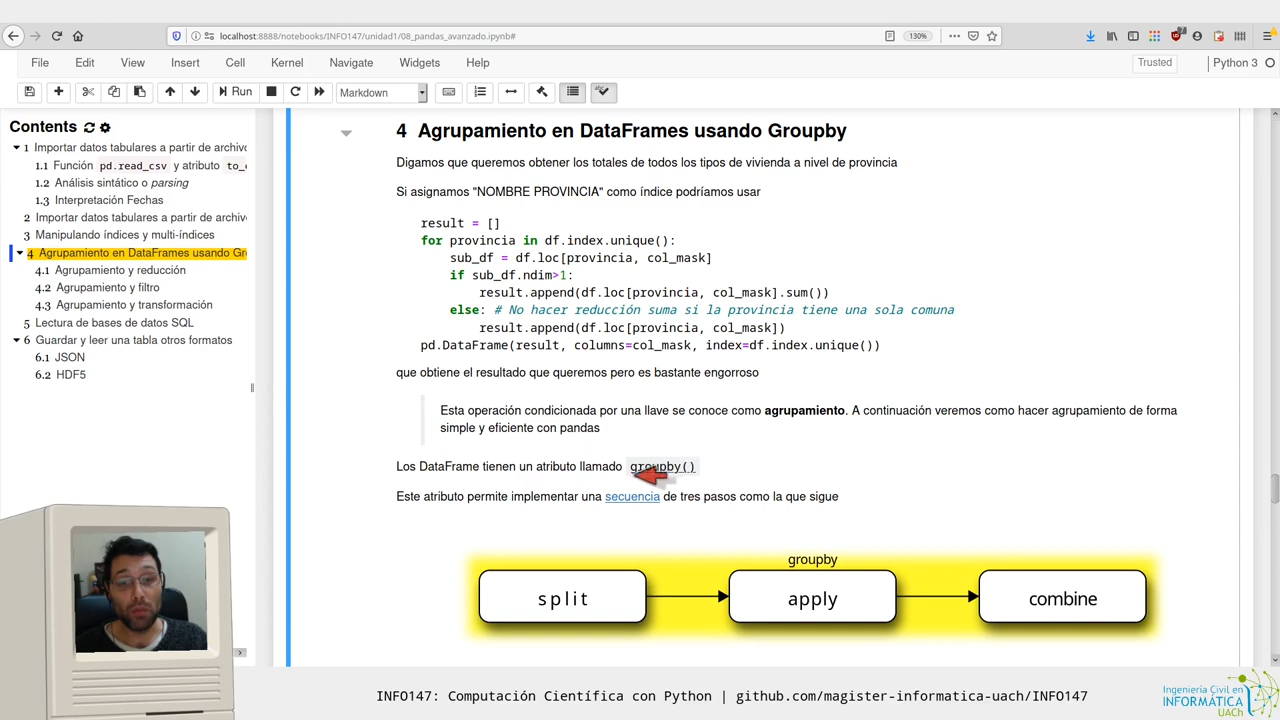 localhost:8888/notebooks/INFO147/unidad1/08_pandas_avanzado.ipynb#
130%
File Edit View Insert Cell Kernel Navigate Widgets Help
Trusted
Python 3
Run
Markdown
Contents
1 Importar datos tabulares a partir de archivo
1.1 Función pd.read_csv y atributo to_c
1.2 Análisis sintático o parsing
1.3 Interpretación Fechas
2 Importar datos tabulares a partir de archivo
3 Manipulando índices y multi-índices
4 Agrupamiento en DataFrames usando Gro
4.1 Agrupamiento y reducción
4.2 Agrupamiento y filtro
4.3 Agrupamiento y transformación
5 Lectura de bases de datos SQL
6 Guardar y leer una tabla otros formatos
6.1 JSON
6.2 HDF5
4 Agrupamiento en DataFrames usando Groupby
Digamos que queremos obtener los totales de todos los tipos de vivienda a nivel de provincia
Si asignamos "NOMBRE PROVINCIA" como índice podríamos usar
result = []
for provincia in df.index.unique():
sub_df = df.loc[provincia, col_mask]
if sub_df.ndim>1:
result.append(df.loc[provincia, col_mask].sum())
else: # No hacer reducción suma si la provincia tiene una sola comuna
result.append(df.loc[provincia, col_mask])
pd.DataFrame(result, columns=col_mask, index=df.index.unique())
que obtiene el resultado que queremos pero es bastante engorroso
Esta operación condicionada por una llave se conoce como agrupamiento. A continuación veremos como hacer agrupamiento de forma
simple y eficiente con pandas
Los DataFrame tienen un atributo llamado groupby()
Este atributo permite implementar una secuencia de tres pasos como la que sigue
groupby
split
apply
combine
INFO147: Computación Científica con Python | github.com/magister-informatica-uach/INFO147
Ingeniería Civil en
INFORMÁTICA
UACh